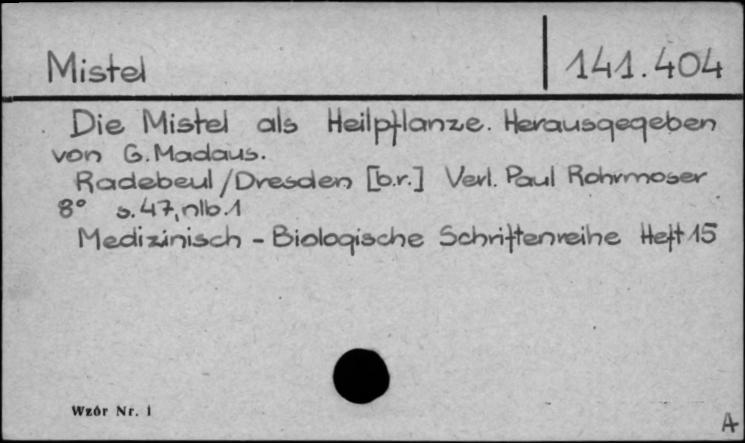 Mistel
141.404
Die Mistel als Heilpflanze. Herausgegeben
von G. Madaus.
Radebeul/Dresden [b.r.] Verl. Paul Rohrmoser
8° s. 47, nlb. 1
Medizinisch - Biologische Schriftenreihe Heft 15
Wzór Nr. 1
A